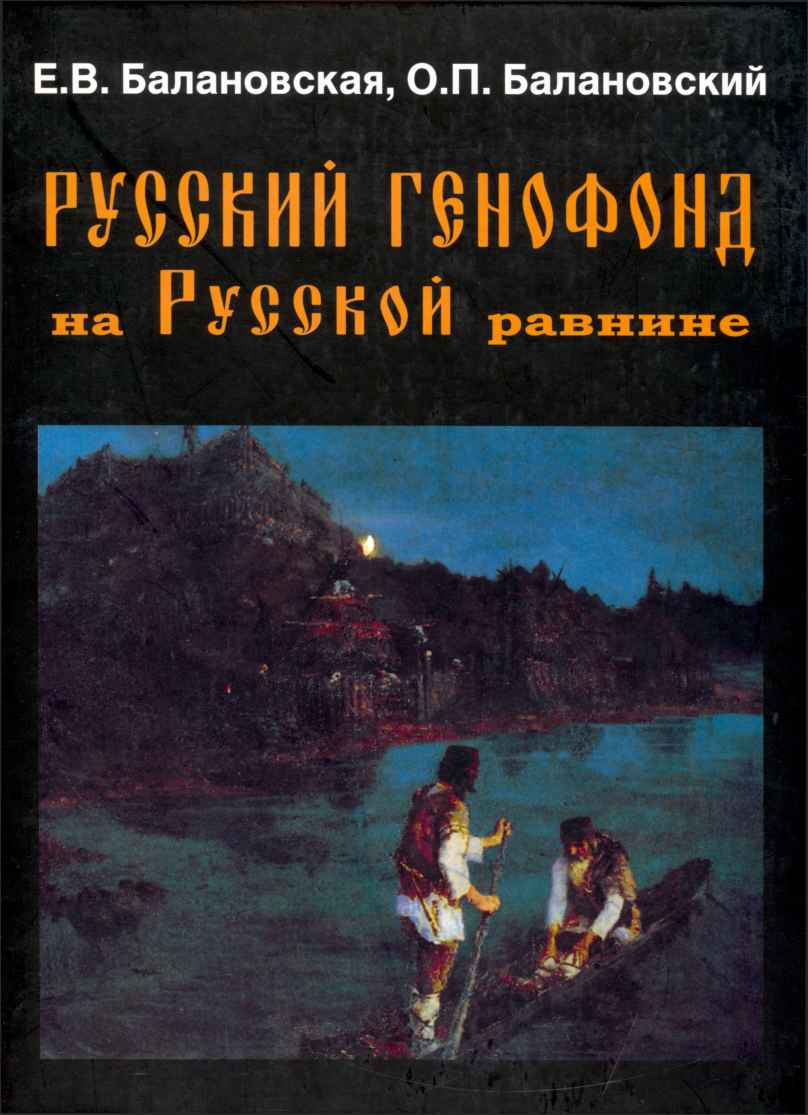 Е.В. Балановская, О.П. Балановский
РУССКИЙ ГЕНОФОНД
на Русской равнине